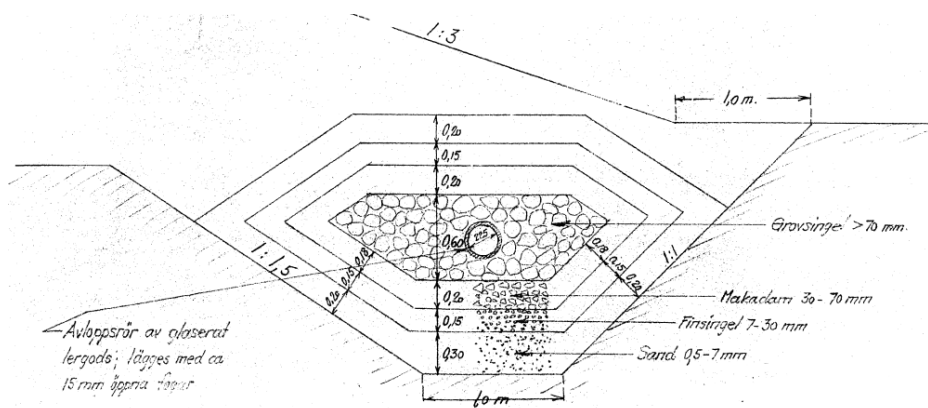 1:3
1,0 m.
0,20
0,15
0,20
0,60
225
Grovsingel >70 mm.
1:1,5
0,20 0,15 0,18
0,18 0,15 0,20
1:1
0,20
Makadam 30-70 mm
0,15
Finsingel 7-30 mm
0,30
Sand 0,5-7 mm
Avloppsrör av glaserat
lergods; lägges med ca
15 mm öppna fogar
1,0 m